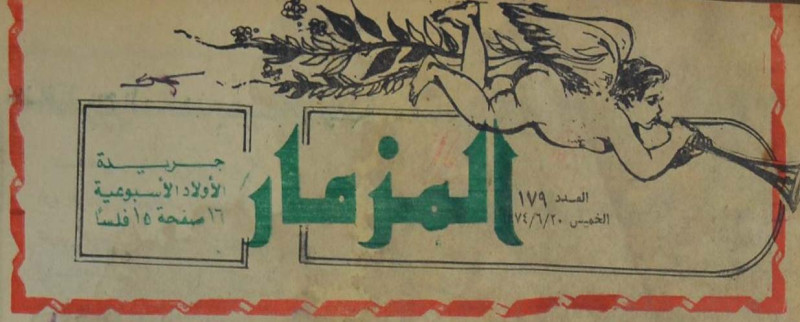 المزمار
العدد ١٧٩
الخميس ٧٤/٦/٢٠
جريدة
الأولاد الأسبوعية
١٦ صفحة ١٥ فلسا